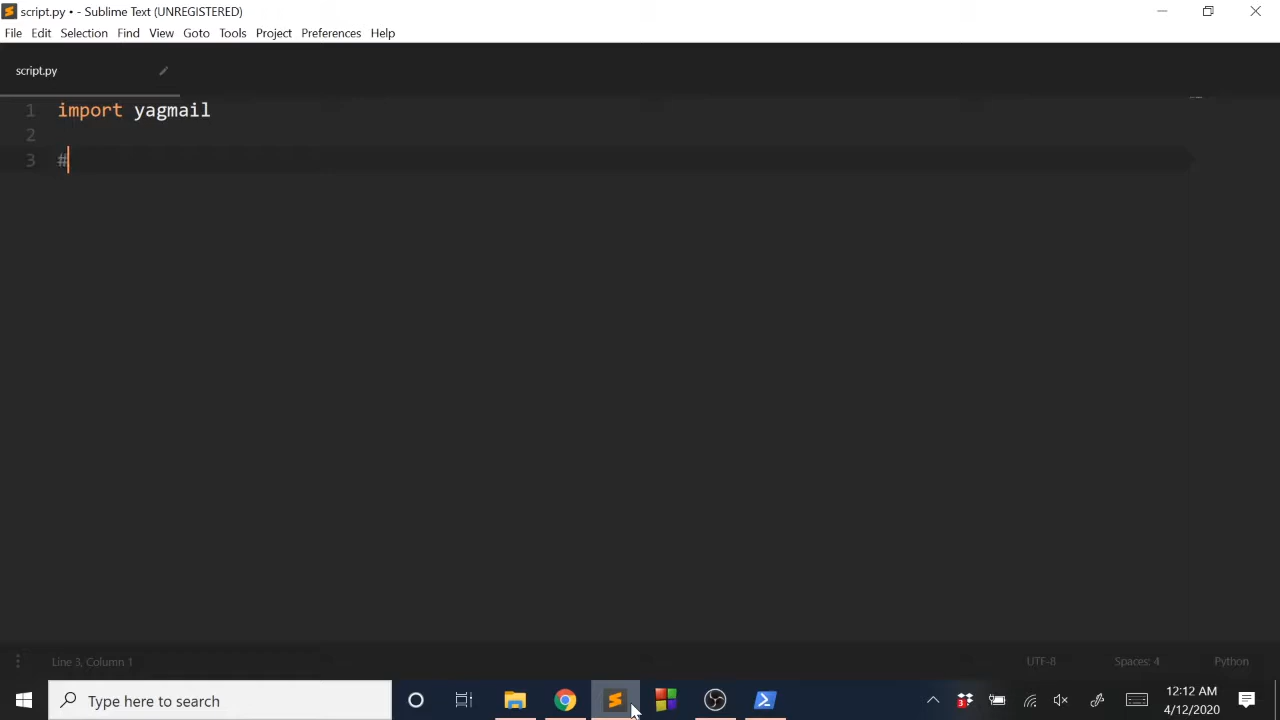 script.py • - Sublime Text (UNREGISTERED)
File Edit Selection Find View Goto Tools Project Preferences Help
script.py
1 import yagmail
2
3 #
Line 3, Column 1 UTF-8 Spaces: 4 Python
Type here to search
3
12:12 AM
4/12/2020